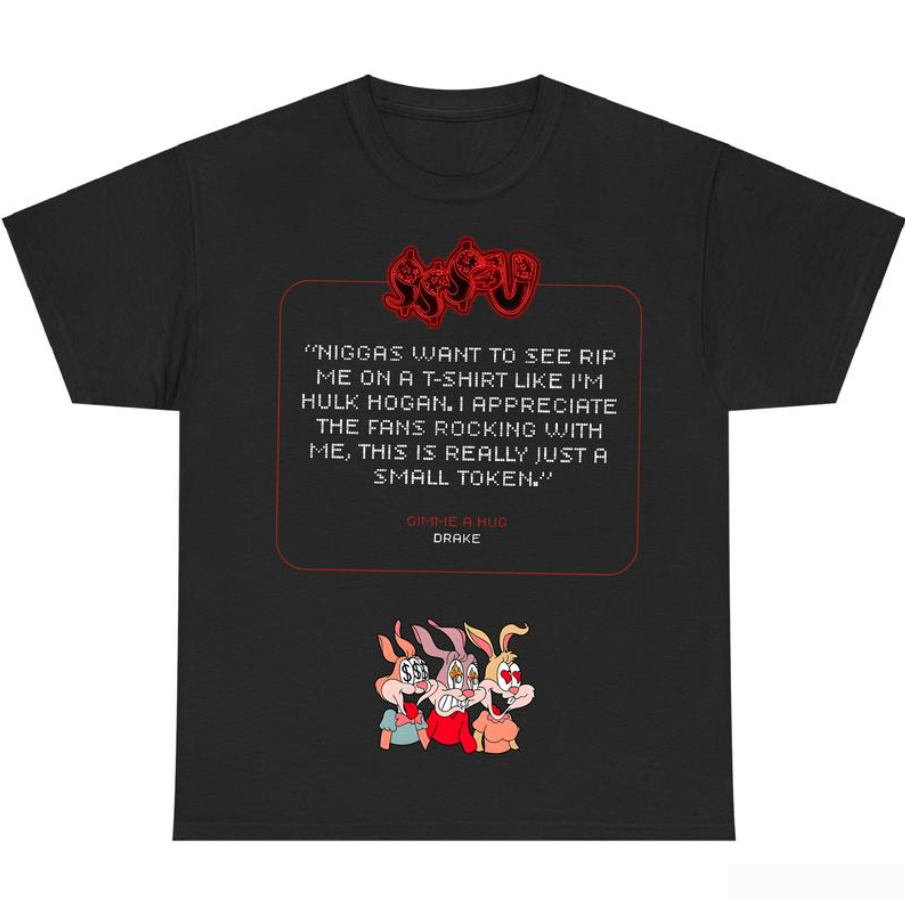 $$$4U
"NIGGAS WANT TO SEE RIP
ME ON A T-SHIRT LIKE I'M
HULK HOGAN. I APPRECIATE
THE FANS ROCKING WITH
ME, THIS IS REALLY JUST A
SMALL TOKEN."
GIMME A HUG
DRAKE
$ $ $